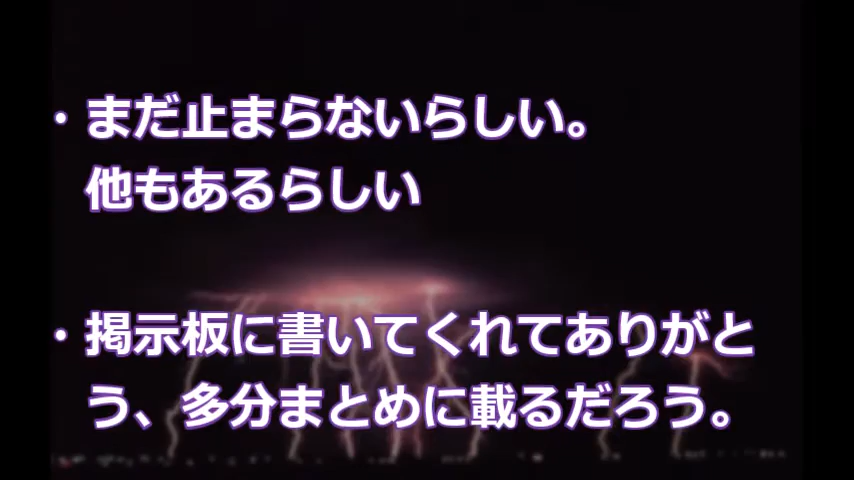 ・まだ止まらないらしい。
他もあるらしい
・掲示板に書いてくれてありがと
う、多分まとめに載るだろう。